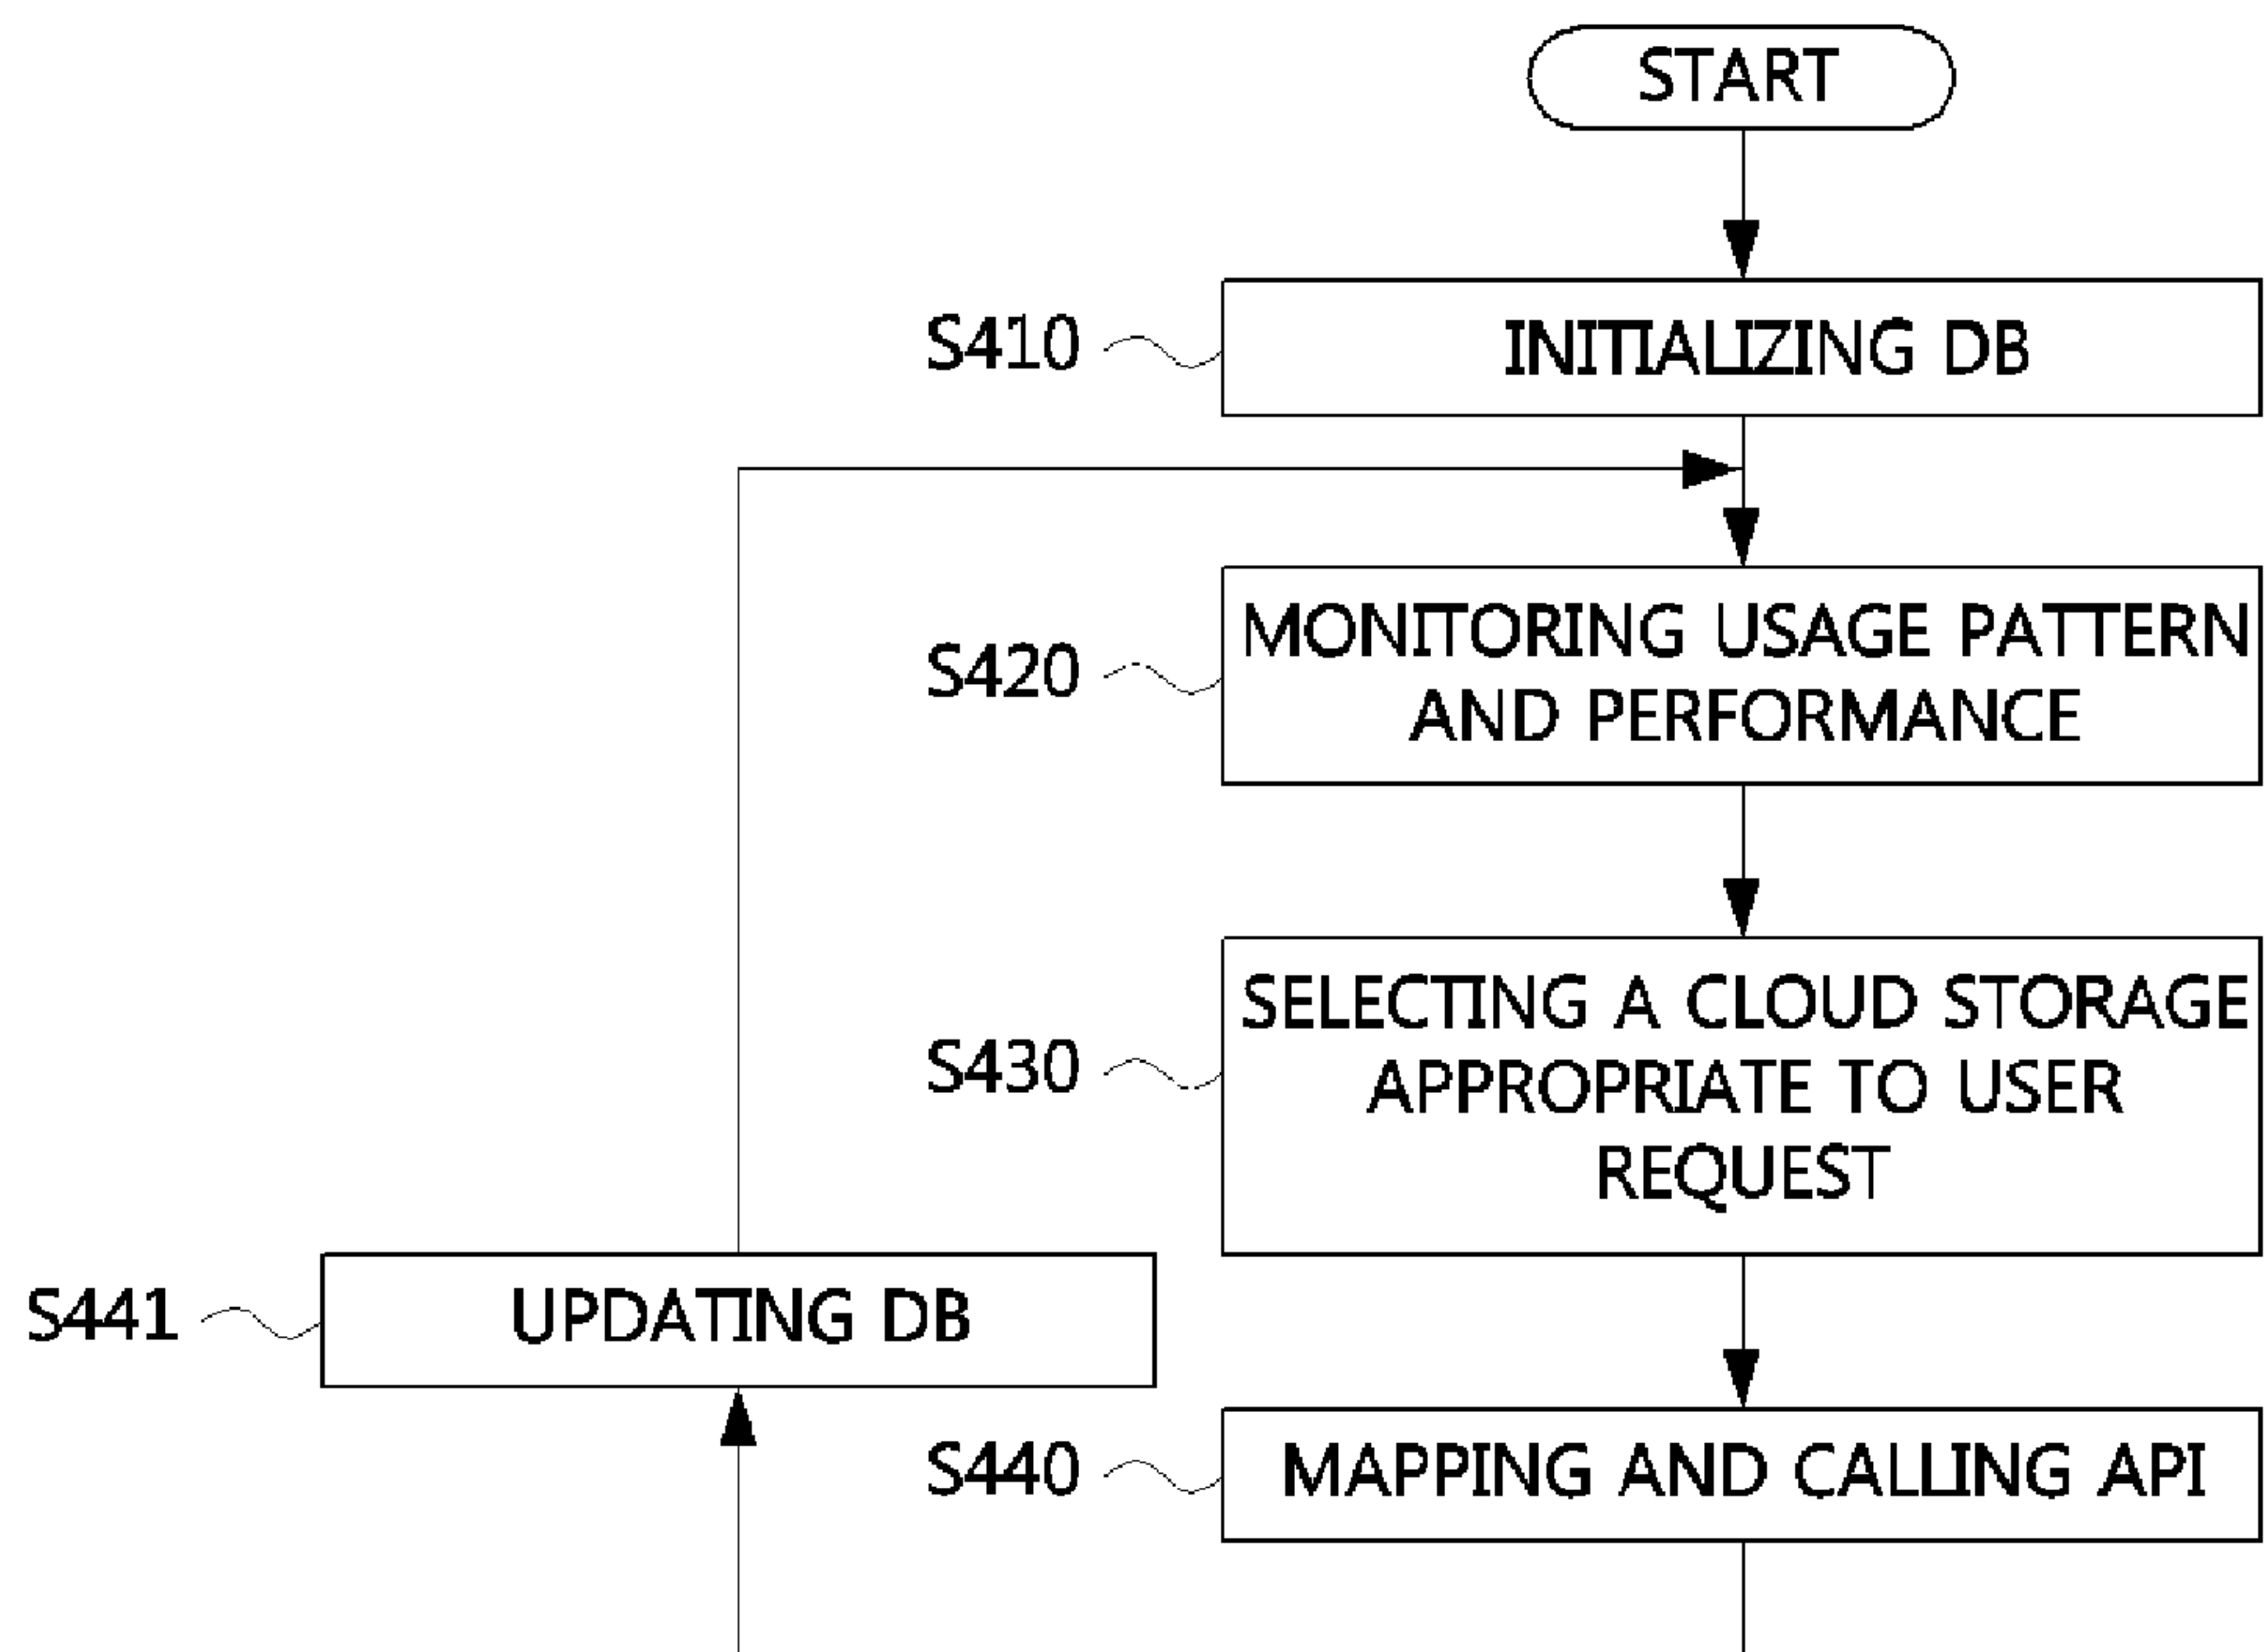 START
S410
INITIALIZING DB
S420
MONITORING USAGE PATTERN
AND PERFORMANCE
S430
SELECTING A CLOUD STORAGE
APPROPRIATE TO USER
REQUEST
S441
UPDATING DB
S440
MAPPING AND CALLING API